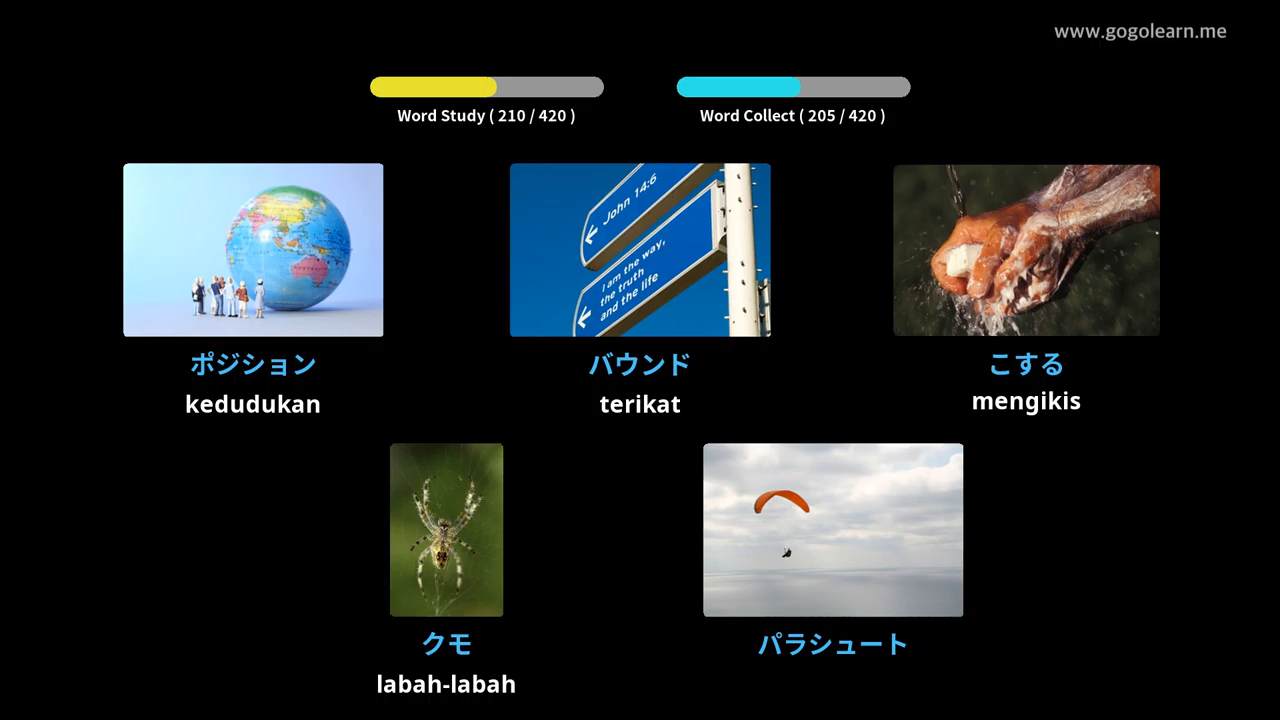 www.gogolearn.me
Word Study ( 210 / 420 )
Word Collect ( 205 / 420 )
John 14:6
I am the way,
the truth
and the life
ポジション
kedudukan
バウンド
terikat
こする
mengikis
クモ
labah-labah
パラシュート